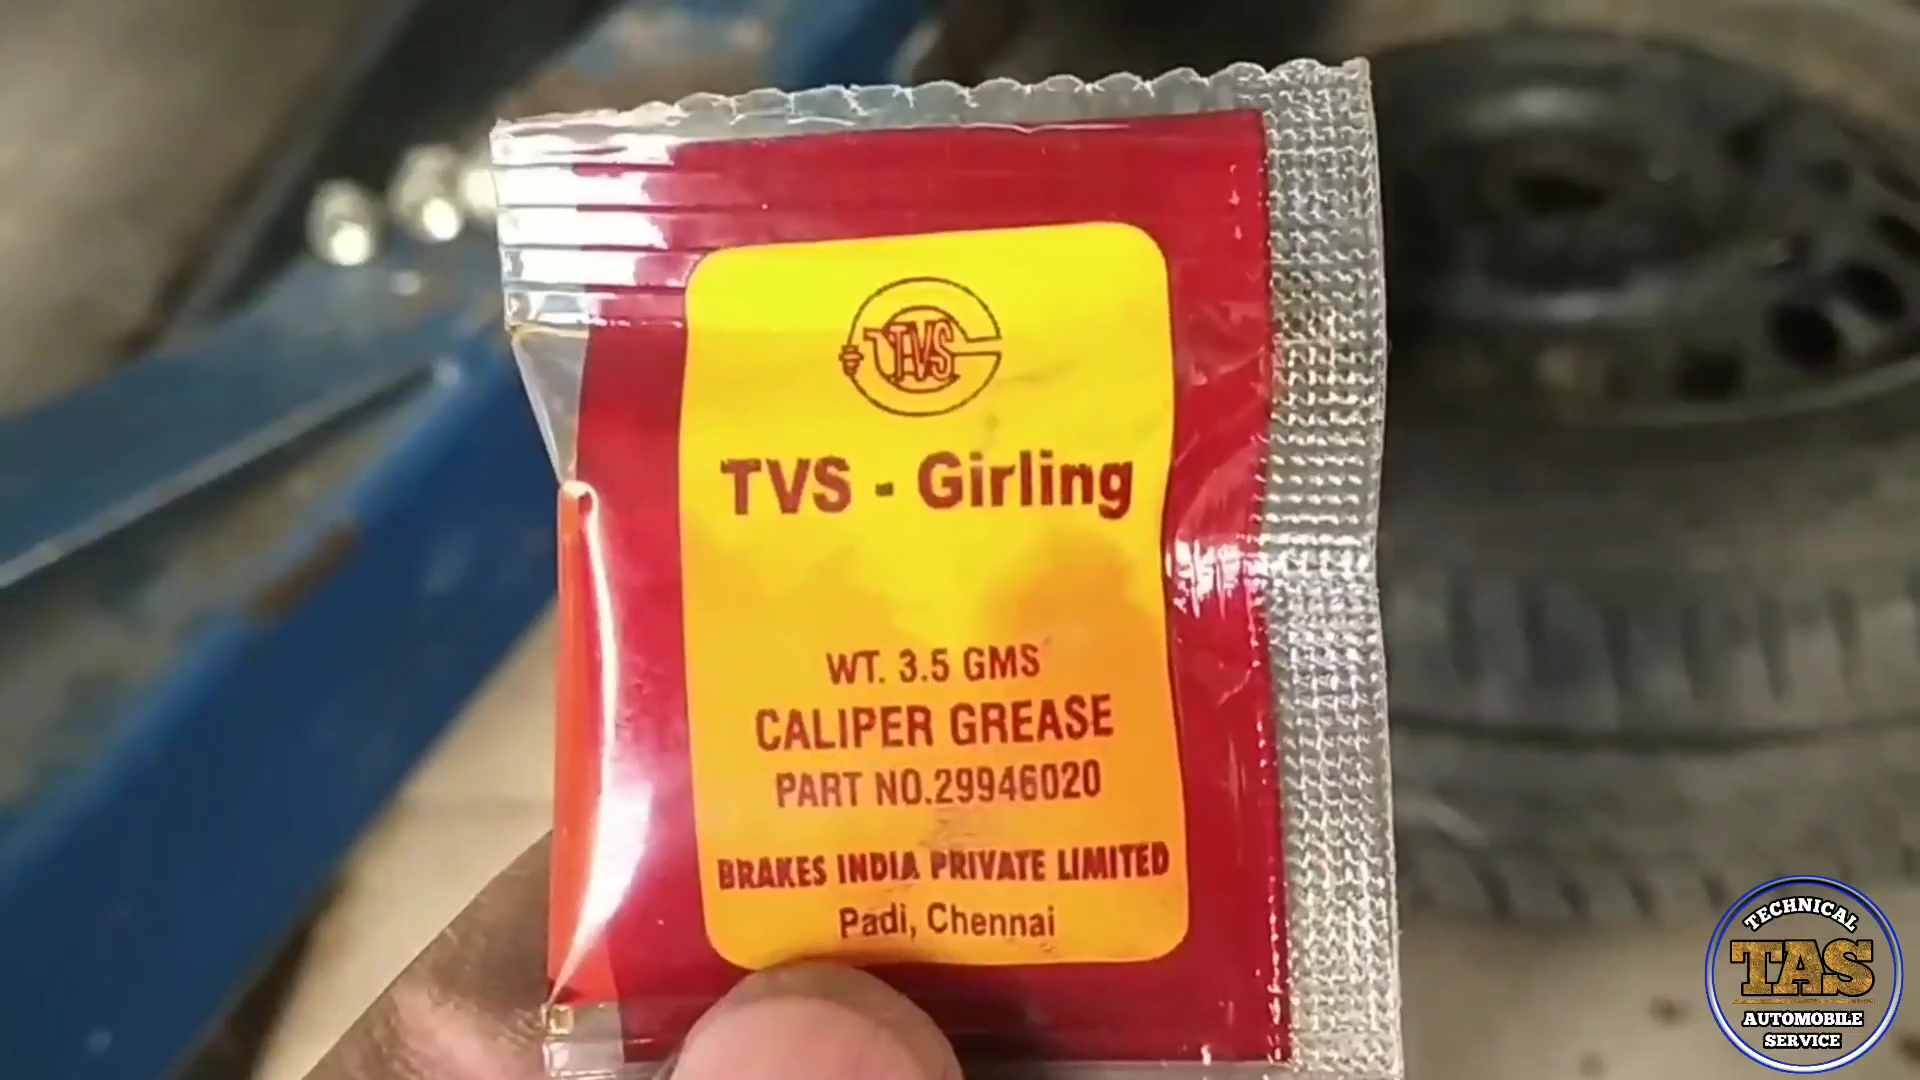 TVS
TVS - Girling
WT. 3.5 GMS
CALIPER GREASE
PART NO.29946020
BRAKES INDIA PRIVATE LIMITED
Padi, Chennai
TECHNICAL
TAS
AUTOMOBILE
SERVICE